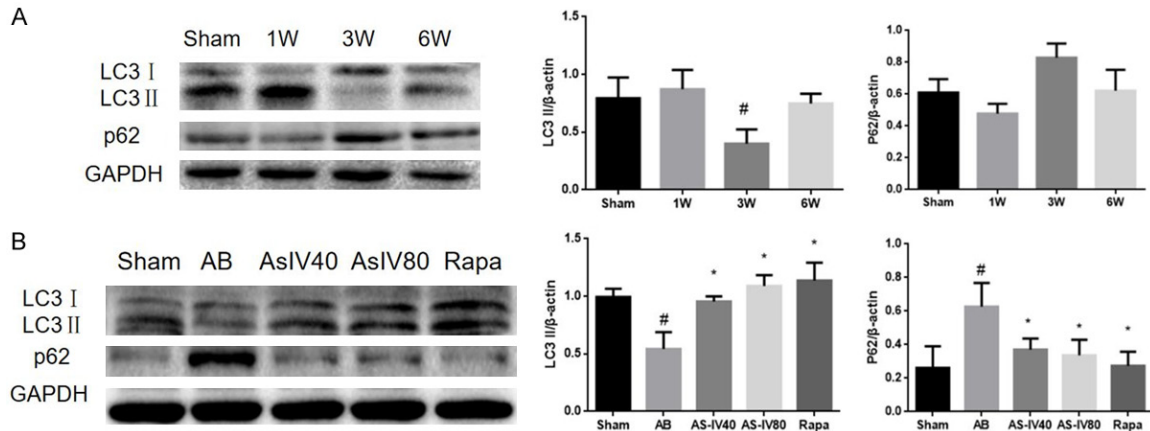 A
Sham 1W 3W 6W
LC3 Ⅰ
LC3 Ⅱ
p62
GAPDH
LC3 II/β-actin
1.5
1.0
0.5
0.0
#
Sham 1W 3W 6W
P62/β-actin
1.0
0.8
0.6
0.4
0.2
0.0
Sham 1W 3W 6W
B
Sham AB AsIV40 AsIV80 Rapa
LC3 Ⅰ
LC3 Ⅱ
p62
GAPDH
LC3 II/β-actin
1.5
1.0
0.5
0.0
# * * *
Sham AB AS-IV40 AS-IV80 Rapa
P62/β-actin
1.0
0.8
0.6
0.4
0.2
0.0
# * * *
Sham AB AS-IV40 AS-IV80 Rapa